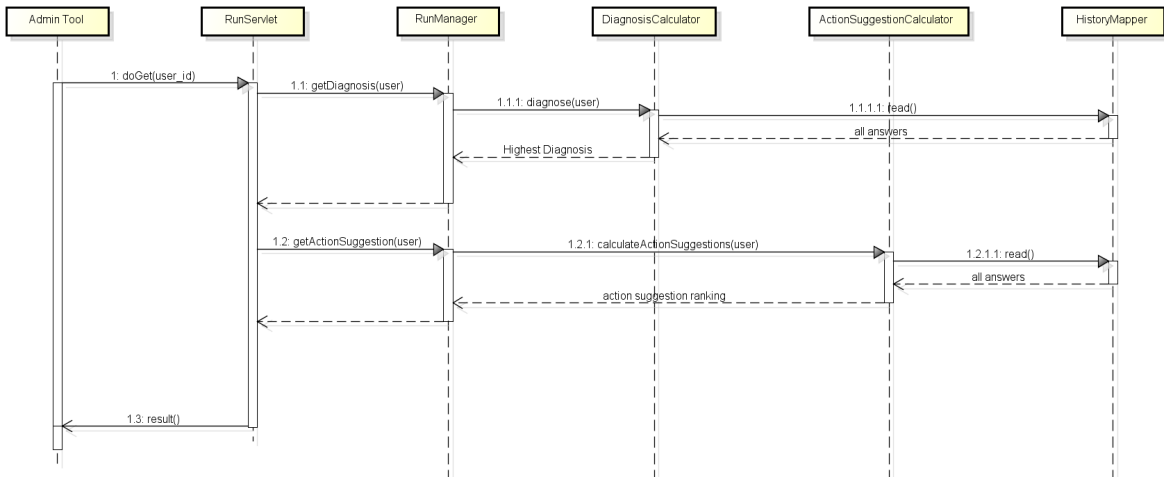 Admin Tool
RunServlet
RunManager
DiagnosisCalculator
ActionSuggestionCalculator
HistoryMapper
1: doGet(user_id)
1.1: getDiagnosis(user)
1.1.1: diagnose(user)
1.1.1.1: read()
all answers
Highest Diagnosis
1.2: getActionSuggestion(user)
1.2.1: calculateActionSuggestions(user)
1.2.1.1: read()
all answers
action suggestion ranking
1.3: result()